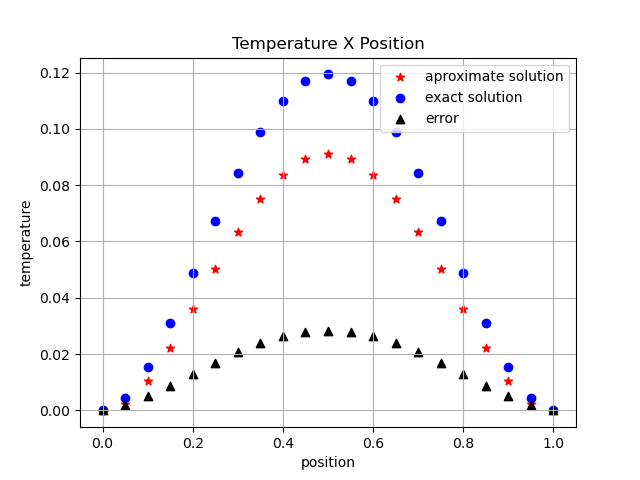 Temperature X Position
aproximate solution
exact solution
error
temperature
0.12
0.10
0.08
0.06
0.04
0.02
0.00
0.0 0.2 0.4 0.6 0.8 1.0
position